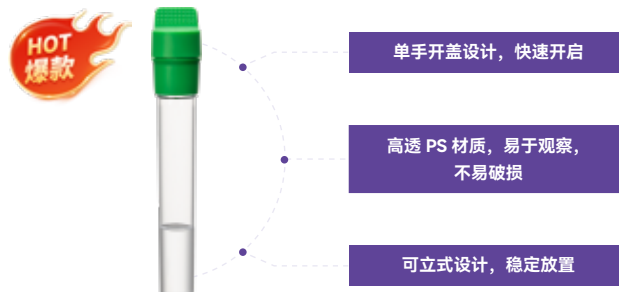 HOT
爆款
单手开盖设计，快速开启
高透 PS 材质，易于观察，
不易破损
可立式设计，稳定放置